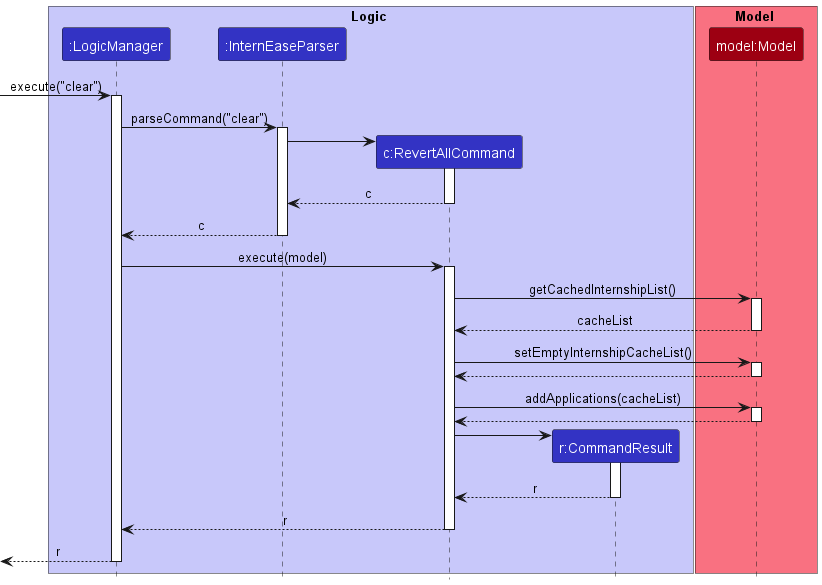 Logic
Model
:LogicManager
:InternEaseParser
model:Model
execute("clear")
parseCommand("clear")
c:RevertAllCommand
c
c
execute(model)
getCachedInternshipList()
cacheList
setEmptyInternshipCacheList()
addApplications(cacheList)
r:CommandResult
r
r
r